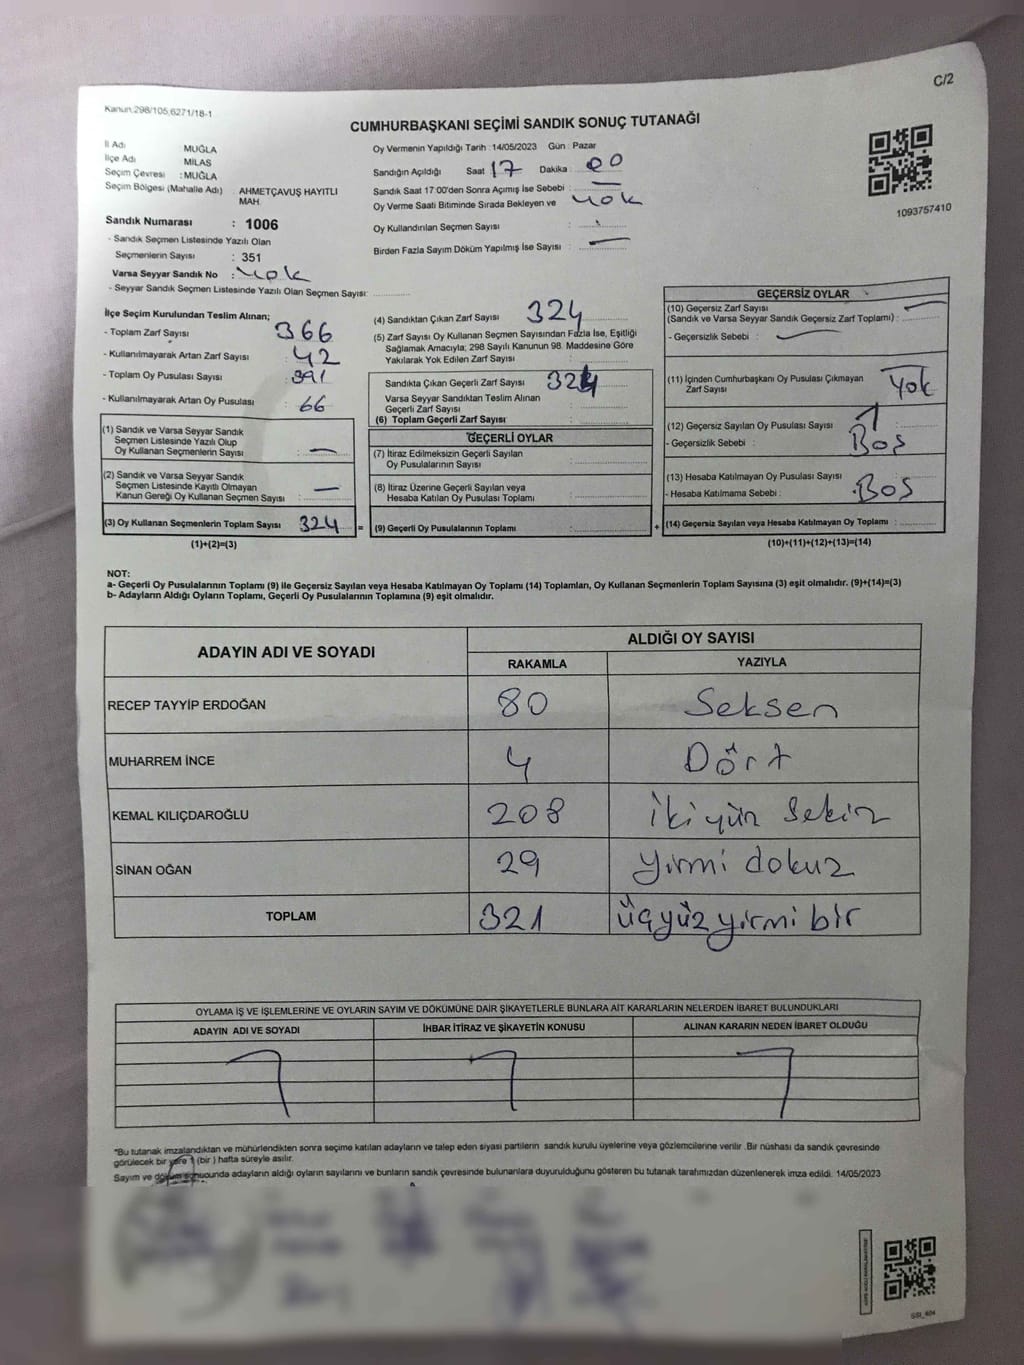 C/2
Kanun.298/105,6271/18-1
CUMHURBAŞKANI SEÇİMİ SANDIK SONUÇ TUTANAĞI
İl Adı MUĞLA
İlçe Adı MİLAS
Seçim Çevresi : MUĞLA
Seçim Bölgesi (Mahalle Adı) : AHMETÇAVUŞ HAYITLI MAH.
Sandık Numarası : 1006
- Sandık Seçmen Listesinde Yazılı Olan
Seçmenlerin Sayısı : 351
Varsa Seyyar Sandık No : Yok
- Seyyar Sandık Seçmen Listesinde Yazılı Olan Seçmen Sayısı:
Oy Vermenin Yapıldığı Tarih : 14/05/2023 Gün : Pazar
Sandığın Açıldığı Saat 17 Dakika : 00
Sandık Saat 17:00'den Sonra Açımış İse Sebebi : —
Oy Verme Saati Bitiminde Sırada Bekleyen ve Yok
Oy Kullandırılan Seçmen Sayısı :
Birden Fazla Sayım Döküm Yapılmış İse Sayısı : —
1093757410
İlçe Seçim Kurulundan Teslim Alınan;
- Toplam Zarf Sayısı : 366
- Kullanılmayarak Artan Zarf Sayısı : 42
- Toplam Oy Pusulası Sayısı : 391
- Kullanılmayarak Artan Oy Pusulası : 66
(1) Sandık ve Varsa Seyyar Sandık
Seçmen Listesinde Yazılı Olup
Oy Kullanan Seçmenlerin Sayısı : —
(2) Sandık ve Varsa Seyyar Sandık
Seçmen Listesinde Kayıtlı Olmayan
Kanun Gereği Oy Kullanan Seçmen Sayısı : —
(3) Oy Kullanan Seçmenlerin Toplam Sayısı 324 =
(1)+(2)=(3)
(4) Sandıktan Çıkan Zarf Sayısı : 324
(5) Zarf Sayısı Oy Kullanan Seçmen Sayısından Fazla İse, Eşitliği
Sağlamak Amacıyla; 298 Sayılı Kanunun 98. Maddesine Göre
Yakılarak Yok Edilen Zarf Sayısı :
Sandıkta Çıkan Geçerli Zarf Sayısı 324
Varsa Seyyar Sandıktan Teslim Alınan
Geçerli Zarf Sayısı :
(6) Toplam Geçerli Zarf Sayısı :
GEÇERLİ OYLAR
(7) İtiraz Edilmeksizin Geçerli Sayılan
Oy Pusulalarının Sayısı :
(8) İtiraz Üzerine Geçerli Sayılan veya
Hesaba Katılan Oy Pusulası Toplamı :
(9) Geçerli Oy Pusulalarının Toplamı : +
GEÇERSİZ OYLAR
(10) Geçersiz Zarf Sayısı —
(Sandık ve Varsa Seyyar Sandık Geçersiz Zarf Toplamı) :
- Geçersizlik Sebebi : —
(11) İçinden Cumhurbaşkanı Oy Pusulası Çıkmayan
Zarf Sayısı : Yok
(12) Geçersiz Sayılan Oy Pusulası Sayısı :
- Geçersizlik Sebebi : Boş
(13) Hesaba Katılmayan Oy Pusulası Sayısı :
- Hesaba Katılmama Sebebi : Boş
(14) Geçersiz Sayılan veya Hesaba Katılmayan Oy Toplamı :
(10)+(11)+(12)+(13)=(14)
NOT:
a- Geçerli Oy Pusulalarının Toplamı (9) ile Geçersiz Sayılan veya Hesaba Katılmayan Oy Toplamı (14) Toplamları, Oy Kullanan Seçmenlerin Toplam Sayısına (3) eşit olmalıdır. (9)+(14)=(3)
b- Adayların Aldığı Oyların Toplamı, Geçerli Oy Pusulalarının Toplamına (9) eşit olmalıdır.
ADAYIN ADI VE SOYADI ALDIĞI OY SAYISI
RAKAMLA YAZIYLA
RECEP TAYYİP ERDOĞAN 80 Seksen
MUHARREM İNCE 4 Dört
KEMAL KILIÇDAROĞLU 208 İkiyüz Sekiz
SİNAN OĞAN 29 Yirmi dokuz
TOPLAM 321 üçyüz yirmi bir
OYLAMA İŞ VE İŞLEMLERİNE VE OYLARIN SAYIM VE DÖKÜMÜNE DAİR ŞİKAYETLERLE BUNLARA AİT KARARLARIN NELERDEN İBARET BULUNDUKLARI
ADAYIN ADI VE SOYADI İHBAR İTİRAZ VE ŞİKAYETİN KONUSU ALINAN KARARIN NEDEN İBARET OLDUĞU
*Bu tutanak imzalandıktan ve mühürlendikten sonra seçime katılan adayların ve talep eden siyasi partilerin sandık kurulu üyelerine veya gözlemcilerine verilir .Bir nüshası da sandık çevresinde
görülecek bir yere 1 (bir ) hafta süreyle asılır.
Sayım ve döküm sonucunda adayların aldığı oyların sayılarını ve bunların sandık çevresinde bulunanlara duyurulduğunu gösteren bu tutanak tarafımızdan düzenlenerek imza edildi. 14/05/2023
SSI_404